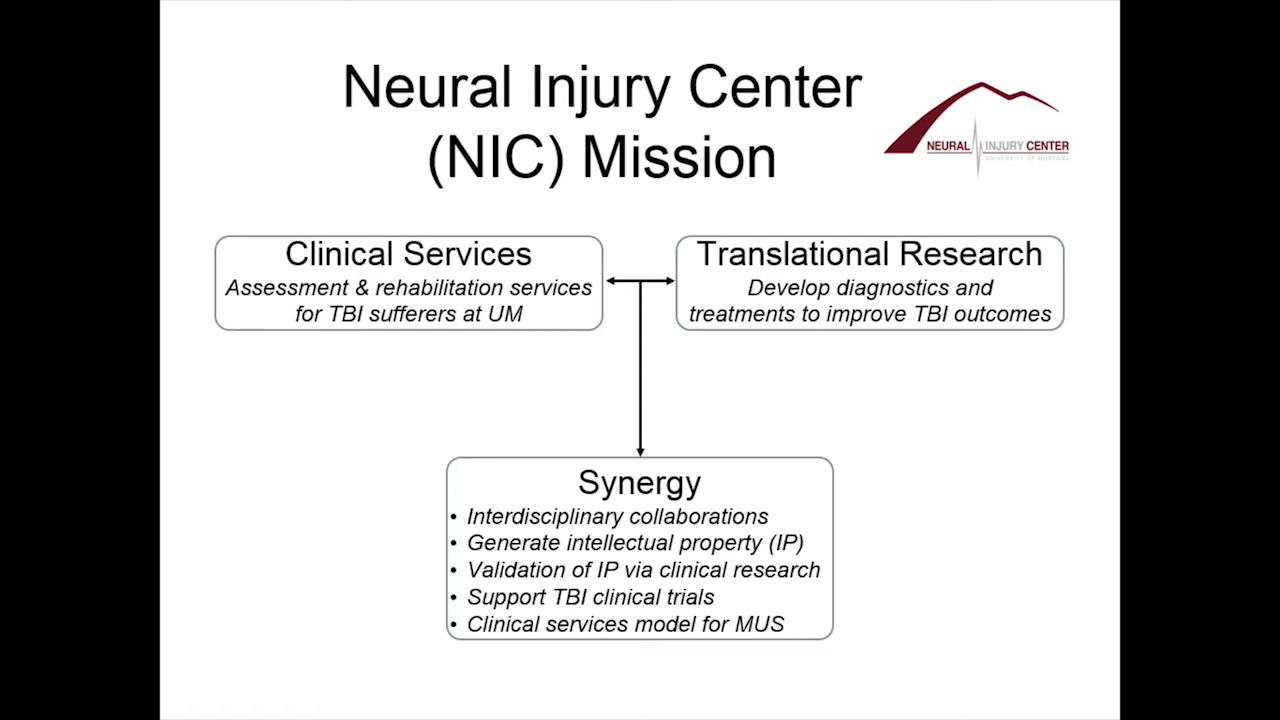 Neural Injury Center
(NIC) Mission
NEURAL INJURY CENTER
UNIVERSITY OF MONTANA
Clinical Services
Assessment & rehabilitation services
for TBI sufferers at UM
Translational Research
Develop diagnostics and
treatments to improve TBI outcomes
Synergy
• Interdisciplinary collaborations
• Generate intellectual property (IP)
• Validation of IP via clinical research
• Support TBI clinical trials
• Clinical services model for MUS